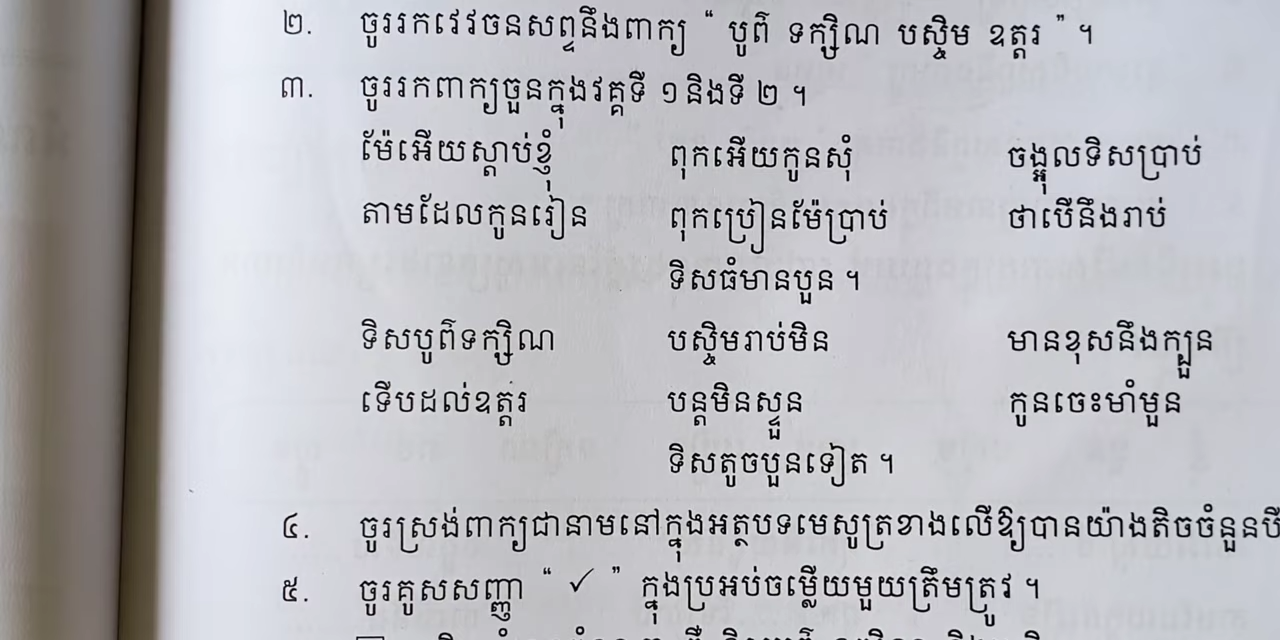 ២. ចូររកវេវចនសព្ទនឹងពាក្យ “ បូព៌ ទក្សិណ បស្ចិម ឧត្តរ ” ។
៣. ចូររកពាក្យចួនក្នុងវគ្គទី ១ និងទី ២ ។
ម៉ែអើយស្តាប់ខ្ញុំ ពុកអើយកូនសុំ ចង្អុលទិសប្រាប់
តាមដែលកូនរៀន ពុកប្រៀនម៉ែប្រាប់ ថាបើនឹងរាប់
ទិសធំមានបួន ។
ទិសបូព៌ទក្សិណ បស្ចិមរាប់មិន មានខុសនឹងក្បួន
ទើបដល់ឧត្តរ បន្តមិនស្ទួន កូនចេះមាំមួន
ទិសតូចបួនទៀត ។
៤. ចូរស្រង់ពាក្យជានាមនៅក្នុងអត្ថបទមេសូត្រខាងលើឱ្យបានយ៉ាងតិចចំនួន
៥. ចូរគូសសញ្ញា “ ✓ ” ក្នុងប្រអប់ចម្លើយមួយត្រឹមត្រូវ ។